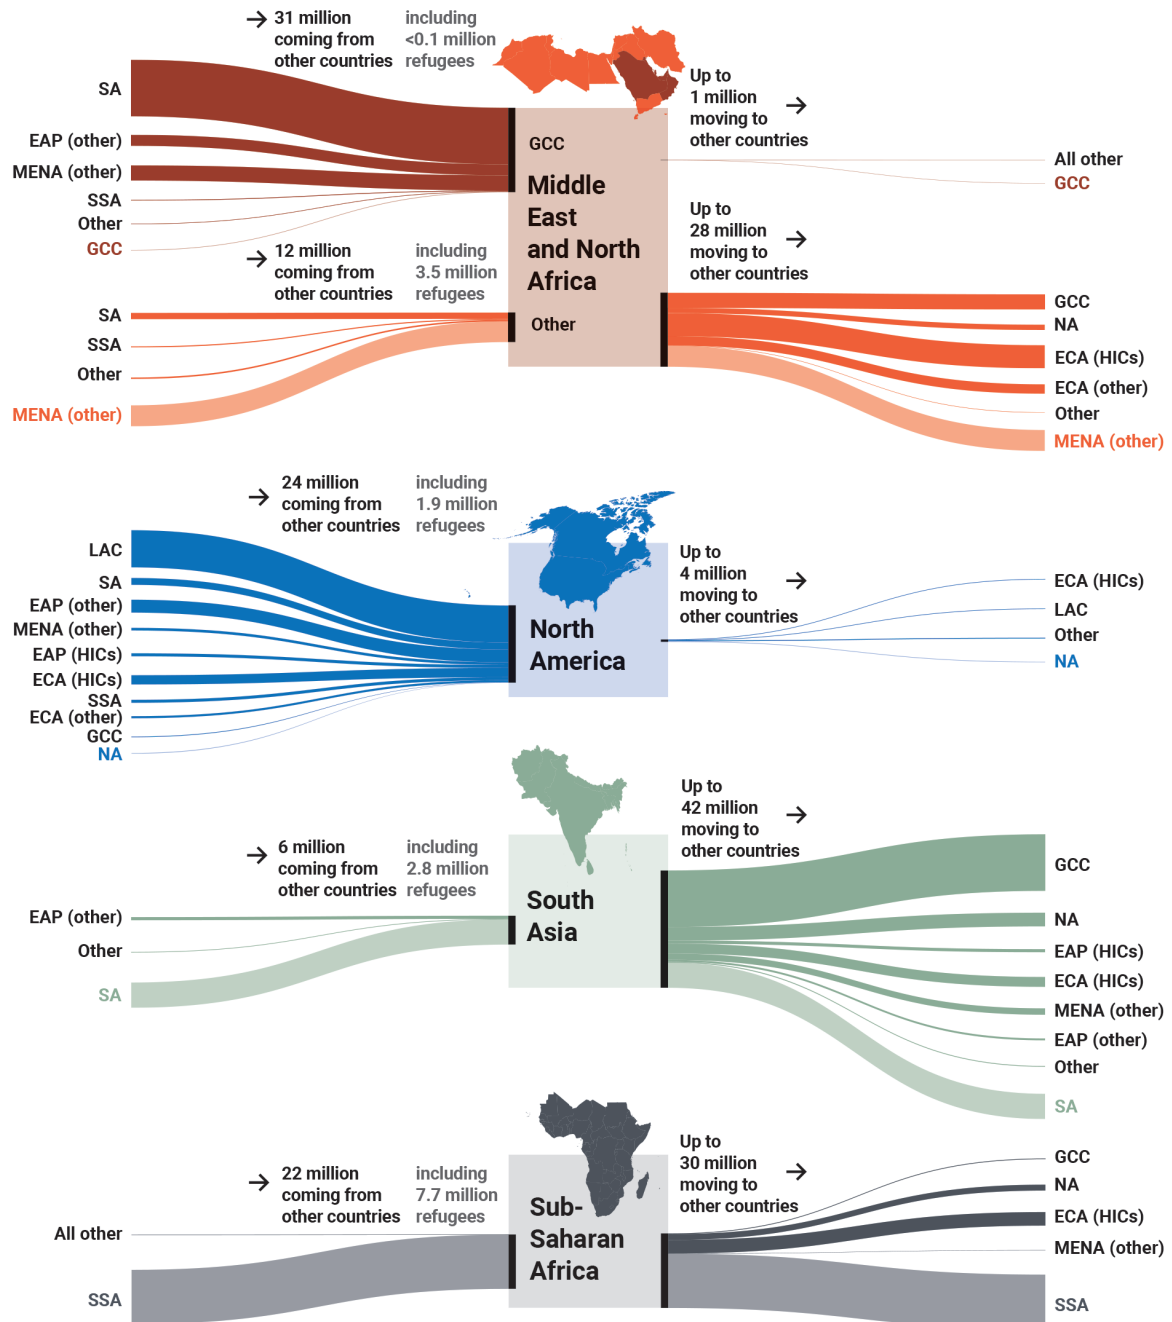 31 million
coming from
other countries
including
<0.1 million
refugees
SA
EAP (other)
MENA (other)
SSA
Other
GCC
GCC
Middle
East
and North
Africa
Other
Up to
1 million
moving to
other countries
All other
GCC
12 million
coming from
other countries
including
3.5 million
refugees
SA
SSA
Other
MENA (other)
Up to
28 million
moving to
other countries
GCC
NA
ECA (HICs)
ECA (other)
Other
MENA (other)
24 million
coming from
other countries
including
1.9 million
refugees
LAC
SA
EAP (other)
MENA (other)
EAP (HICs)
ECA (HICs)
SSA
ECA (other)
GCC
NA
North
America
Up to
4 million
moving to
other countries
ECA (HICs)
LAC
Other
NA
6 million
coming from
other countries
including
2.8 million
refugees
EAP (other)
Other
SA
South
Asia
Up to
42 million
moving to
other countries
GCC
NA
EAP (HICs)
ECA (HICs)
MENA (other)
EAP (other)
Other
SA
22 million
coming from
other countries
including
7.7 million
refugees
All other
SSA
Sub-
Saharan
Africa
Up to
30 million
moving to
other countries
GCC
NA
ECA (HICs)
MENA (other)
SSA